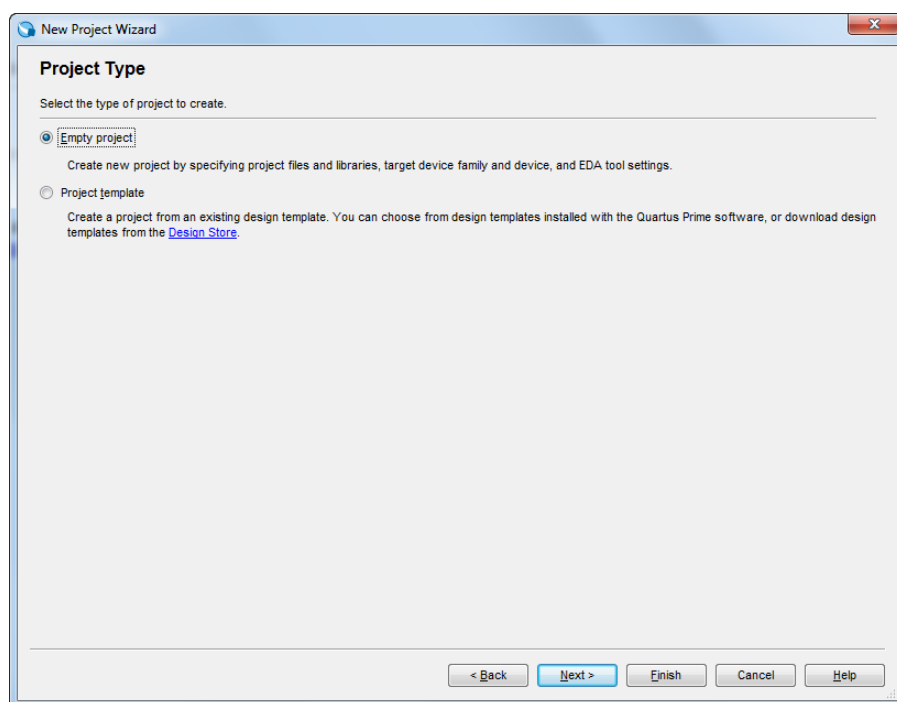 New Project Wizard
Project Type
Select the type of project to create.
Empty project
Create new project by specifying project files and libraries, target device family and device, and EDA tool settings.
Project template
Create a project from an existing design template. You can choose from design templates installed with the Quartus Prime software, or download design
templates from the Design Store.
< Back Next > Finish Cancel Help